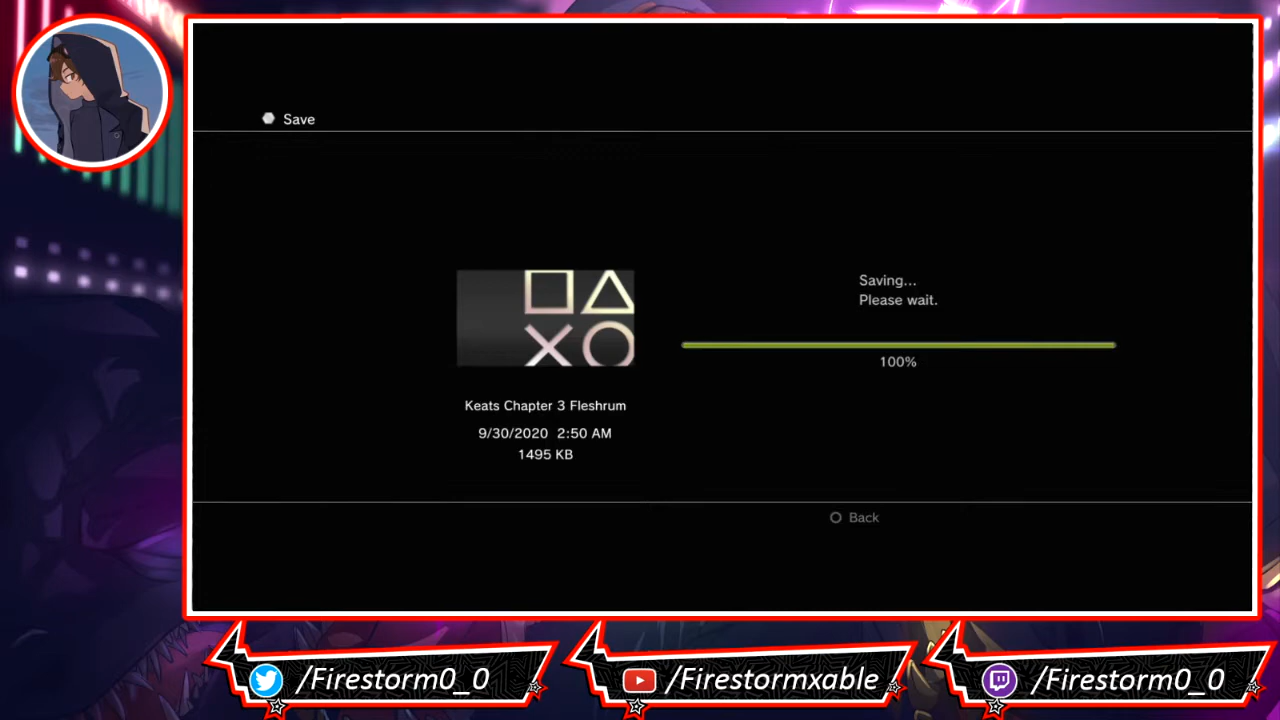 Save
Saving...
Please wait.
100%
Keats Chapter 3 Fleshrum
9/30/2020 2:50 AM
1495 KB
Back
/Firestorm0_0
/Firestormxable
/Firestorm0_0